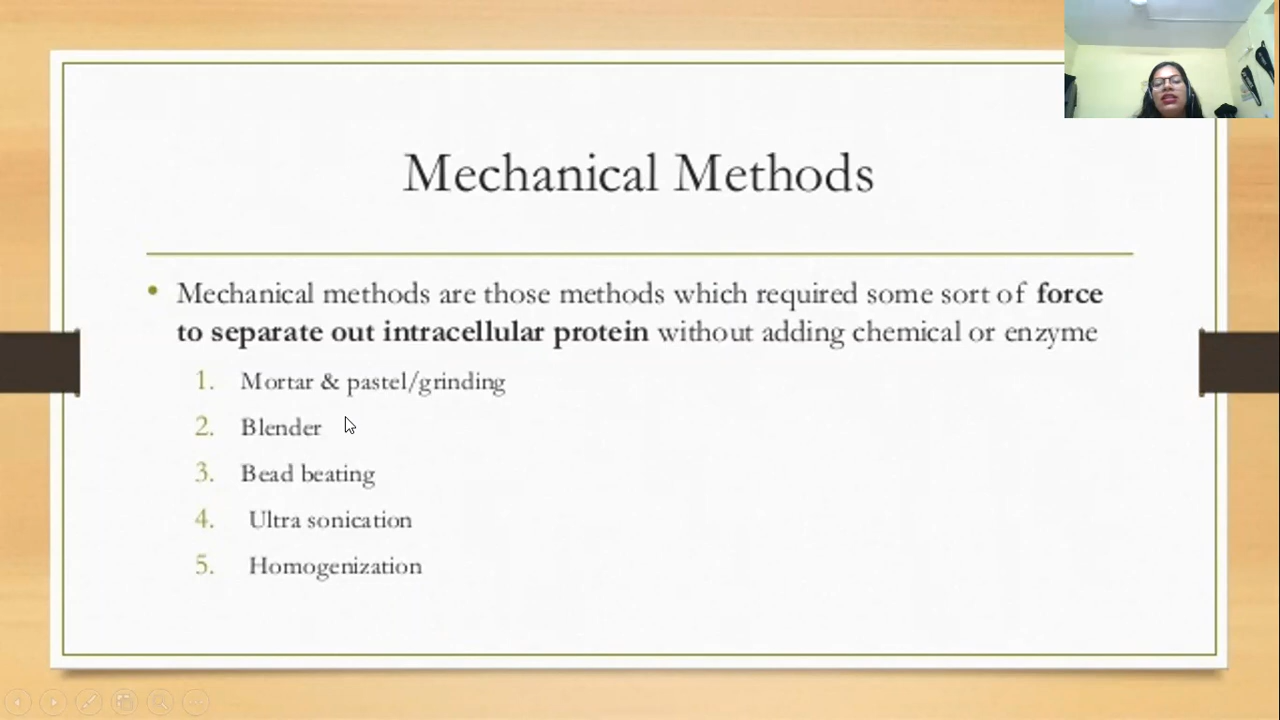 Mechanical Methods
• Mechanical methods are those methods which required some sort of force
to separate out intracellular protein without adding chemical or enzyme
1. Mortar & pastel/grinding
2. Blender
3. Bead beating
4. Ultra sonication
5. Homogenization